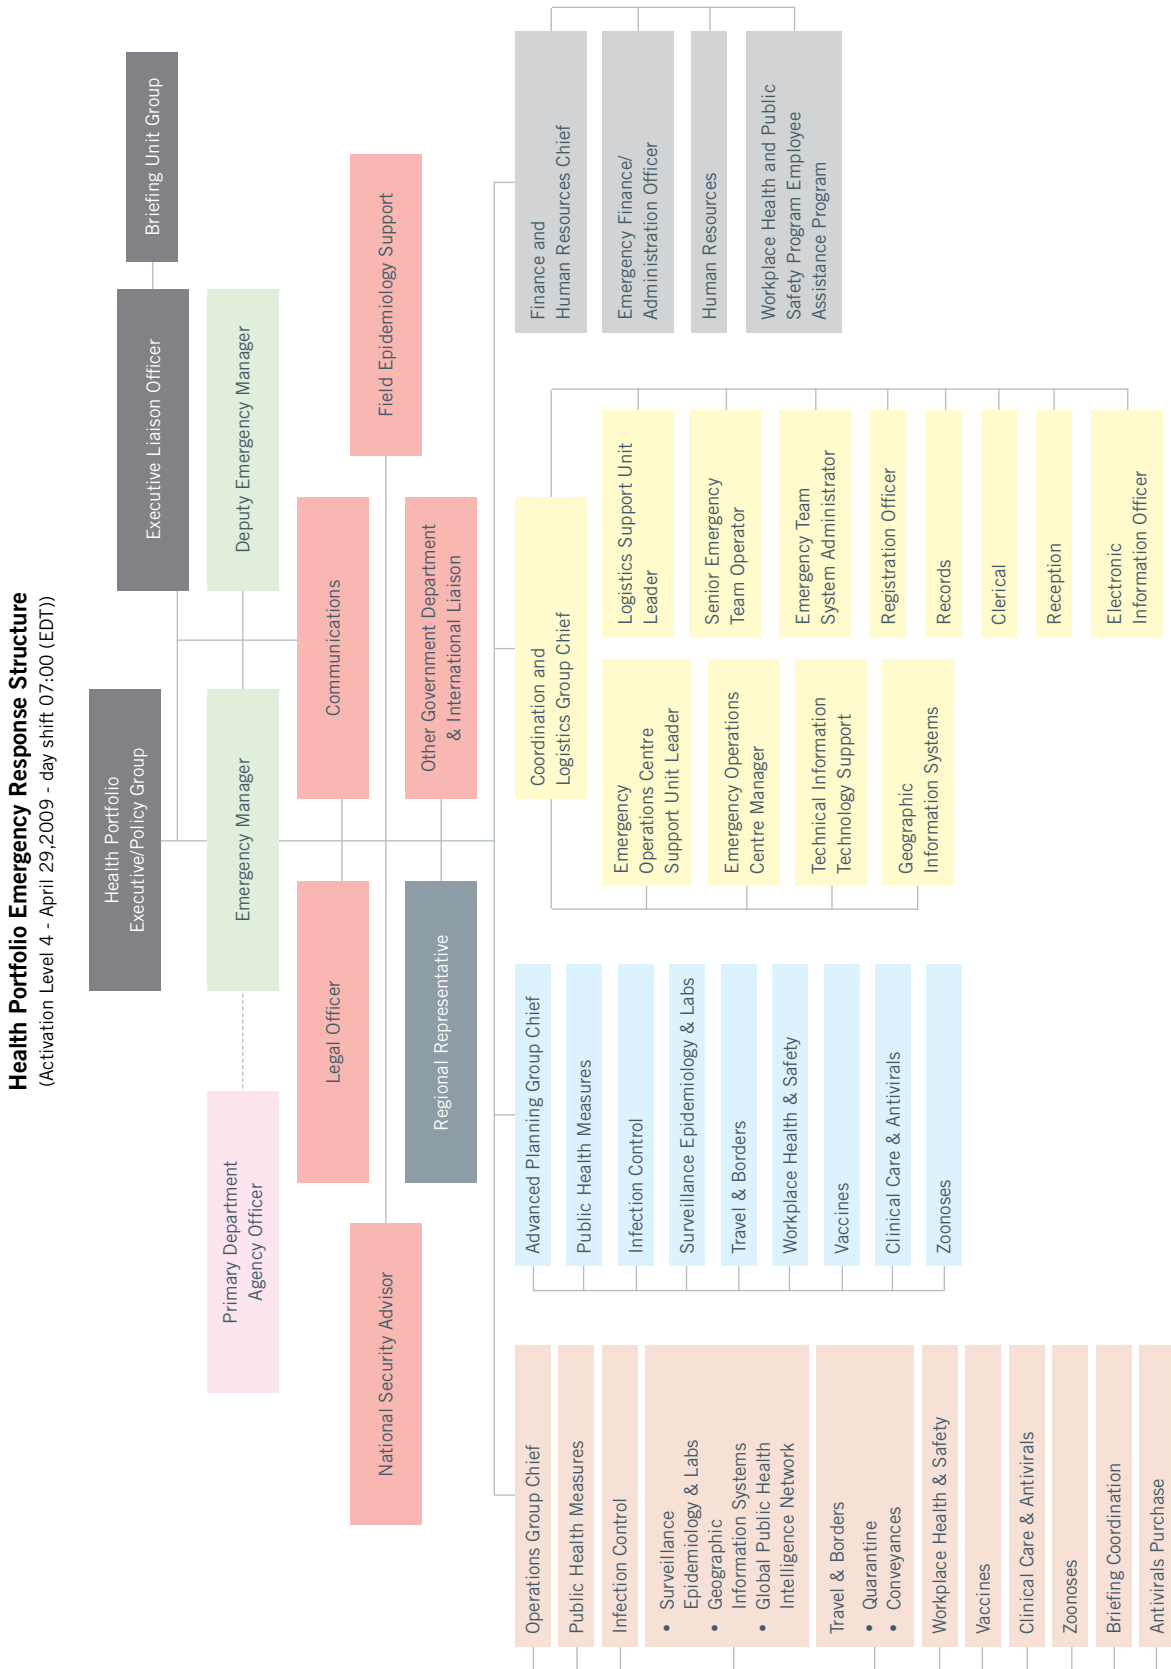 Health Portfolio Emergency Response Structure
(Activation Level 4 - April 29,2009 - day shift 07:00 (EDT))
Health Portfolio
Executive/Policy Group
Executive Liaison Officer
Briefing Unit Group
Primary Department
Agency Officer
Emergency Manager
Deputy Emergency Manager
Legal Officer
Communications
National Security Advisor
Field Epidemiology Support
Regional Representative
Other Government Department
& International Liaison
Operations Group Chief
Public Health Measures
Infection Control
• Surveillance
Epidemiology & Labs
• Geographic
Information Systems
• Global Public Health
Intelligence Network
Travel & Borders
• Quarantine
• Conveyances
Workplace Health & Safety
Vaccines
Clinical Care & Antivirals
Zoonoses
Briefing Coordination
Antivirals Purchase
Advanced Planning Group Chief
Public Health Measures
Infection Control
Surveillance Epidemiology & Labs
Travel & Borders
Workplace Health & Safety
Vaccines
Clinical Care & Antivirals
Zoonoses
Coordination and
Logistics Group Chief
Emergency
Operations Centre
Support Unit Leader
Emergency Operations
Centre Manager
Technical Information
Technology Support
Geographic
Information Systems
Logistics Support Unit
Leader
Senior Emergency
Team Operator
Emergency Team
System Administrator
Registration Officer
Records
Clerical
Reception
Electronic
Information Officer
Finance and
Human Resources Chief
Emergency Finance/
Administration Officer
Human Resources
Workplace Health and Public
Safety Program Employee
Assistance Program